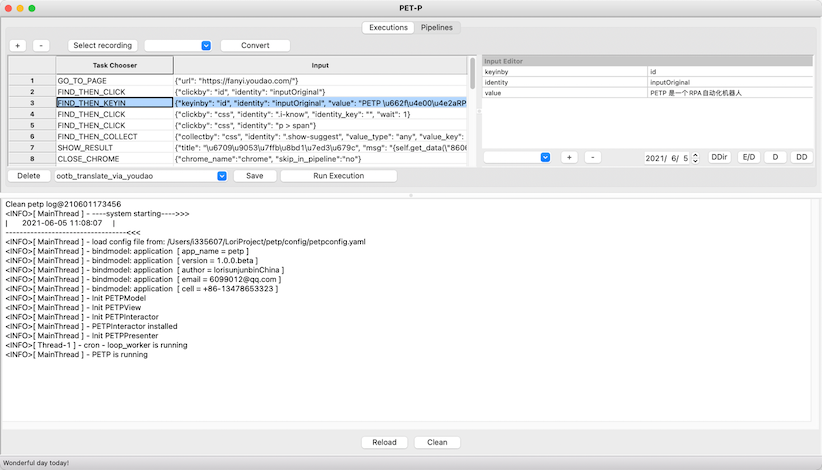 PET-P
Executions Pipelines
+ - Select recording Convert
Task Chooser Input
1 GO_TO_PAGE {"url": "https://fanyi.youdao.com/"}
2 FIND_THEN_CLICK {"clickby": "id", "identity": "inputOriginal"}
3 FIND_THEN_KEYIN {"keyinby": "id", "identity": "inputOriginal", "value": "PETP \u662f\u4e00\u4e2aRP
4 FIND_THEN_CLICK {"clickby": "css", "identity": ".i-know", "identity_key": "", "wait": 1}
5 FIND_THEN_CLICK {"clickby": "css", "identity": "p > span"}
6 FIND_THEN_COLLECT {"collectby": "css", "identity": ".show-suggest", "value_type": "any", "value_key":
7 SHOW_RESULT {"title": "\u6709\u9053\u7ffb\u8bd1\u7ed3\u679c", "msg": "{self.get_data(\"8606
8 CLOSE_CHROME {"chrome_name":"chrome", "skip_in_pipeline":"no"}
Input Editor
keyinby id
identity inputOriginal
value PETP 是一个RPA自动化机器人
+ - 2021/ 6/ 5 DDir E/D D DD
Delete ootb_translate_via_youdao Save Run Execution
Clean petp log@210601173456
<INFO>[ MainThread ] - ----system starting---->>>
| 2021-06-05 11:08:07 |
----------------------------------<<<
<INFO>[ MainThread ] - load config file from: /Users/i335607/LoriProject/petp/config/petpconfig.yaml
<INFO>[ MainThread ] - bindmodel: application [ app_name = petp ]
<INFO>[ MainThread ] - bindmodel: application [ version = 1.0.0.beta ]
<INFO>[ MainThread ] - bindmodel: application [ author = lorisunjunbinChina ]
<INFO>[ MainThread ] - bindmodel: application [ email = 6099012@qq.com ]
<INFO>[ MainThread ] - bindmodel: application [ cell = +86-13478653323 ]
<INFO>[ MainThread ] - Init PETPModel
<INFO>[ MainThread ] - Init PETPView
<INFO>[ MainThread ] - Init PETPInteractor
<INFO>[ MainThread ] - PETPInteractor installed
<INFO>[ MainThread ] - Init PETPPresenter
<INFO>[ Thread-1 ] - cron - loop_worker is running
<INFO>[ MainThread ] - PETP is running
Reload Clean
Wonderful day today!